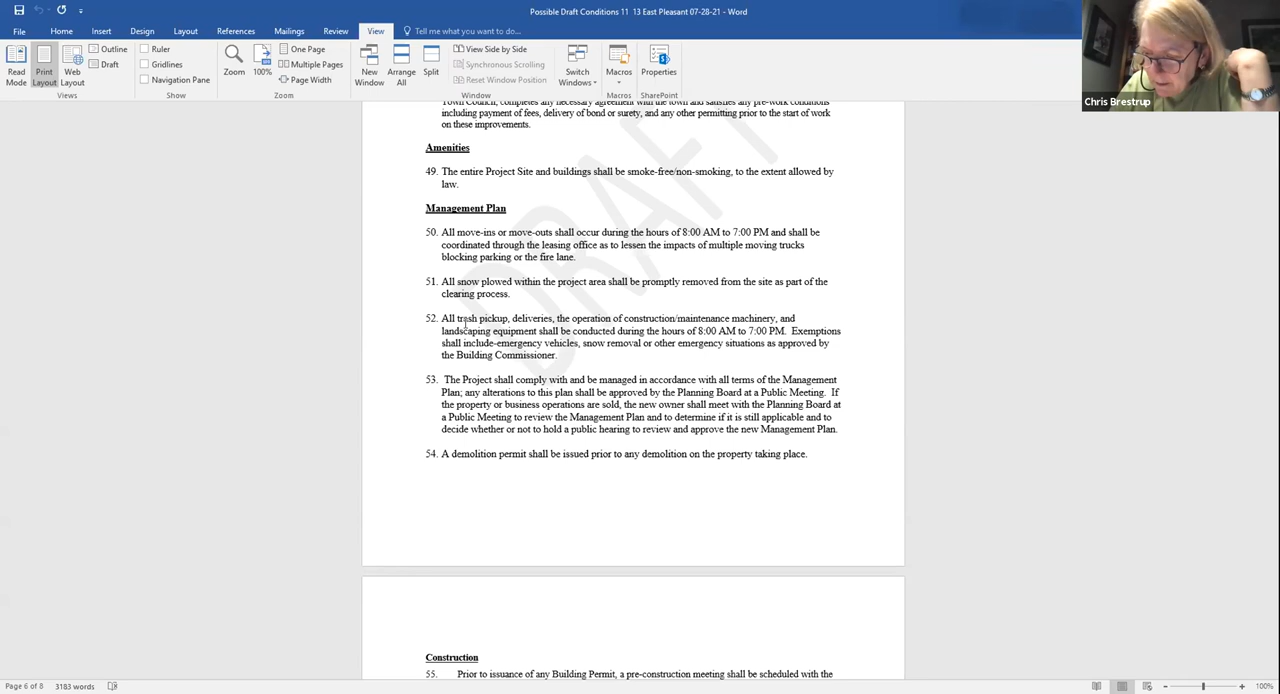 Possible Draft Conditions 11 13 East Pleasant 07-28-21 - Word
File Home Insert Design Layout References Mailings Review View Tell me what you want to do...
Read Mode
Print Layout
Web Layout
Outline
Draft
Views
Ruler
Gridlines
Navigation Pane
Show
Zoom
100%
One Page
Multiple Pages
Page Width
Zoom
New Window
Arrange All
Split
View Side by Side
Synchronous Scrolling
Reset Window Position
Window
Switch Windows
Macros
Macros
Properties
SharePoint
Chris Brestrup
DRAFT
Town Council, completes any necessary agreement with the town and satisfies any pre-work conditions
including payment of fees, delivery of bond or surety, and any other permitting prior to the start of work
on these improvements.
Amenities
49. The entire Project Site and buildings shall be smoke-free/non-smoking, to the extent allowed by
law.
Management Plan
50. All move-ins or move-outs shall occur during the hours of 8:00 AM to 7:00 PM and shall be
coordinated through the leasing office as to lessen the impacts of multiple moving trucks
blocking parking or the fire lane.
51. All snow plowed within the project area shall be promptly removed from the site as part of the
clearing process.
52. All trash pickup, deliveries, the operation of construction/maintenance machinery, and
landscaping equipment shall be conducted during the hours of 8:00 AM to 7:00 PM. Exemptions
shall include-emergency vehicles, snow removal or other emergency situations as approved by
the Building Commissioner.
53. The Project shall comply with and be managed in accordance with all terms of the Management
Plan; any alterations to this plan shall be approved by the Planning Board at a Public Meeting. If
the property or business operations are sold, the new owner shall meet with the Planning Board at
a Public Meeting to review the Management Plan and to determine if it is still applicable and to
decide whether or not to hold a public hearing to review and approve the new Management Plan.
54. A demolition permit shall be issued prior to any demolition on the property taking place.
Construction
55. Prior to issuance of any Building Permit, a pre-construction meeting shall be scheduled with the
Page 6 of 8 3183 words 100%